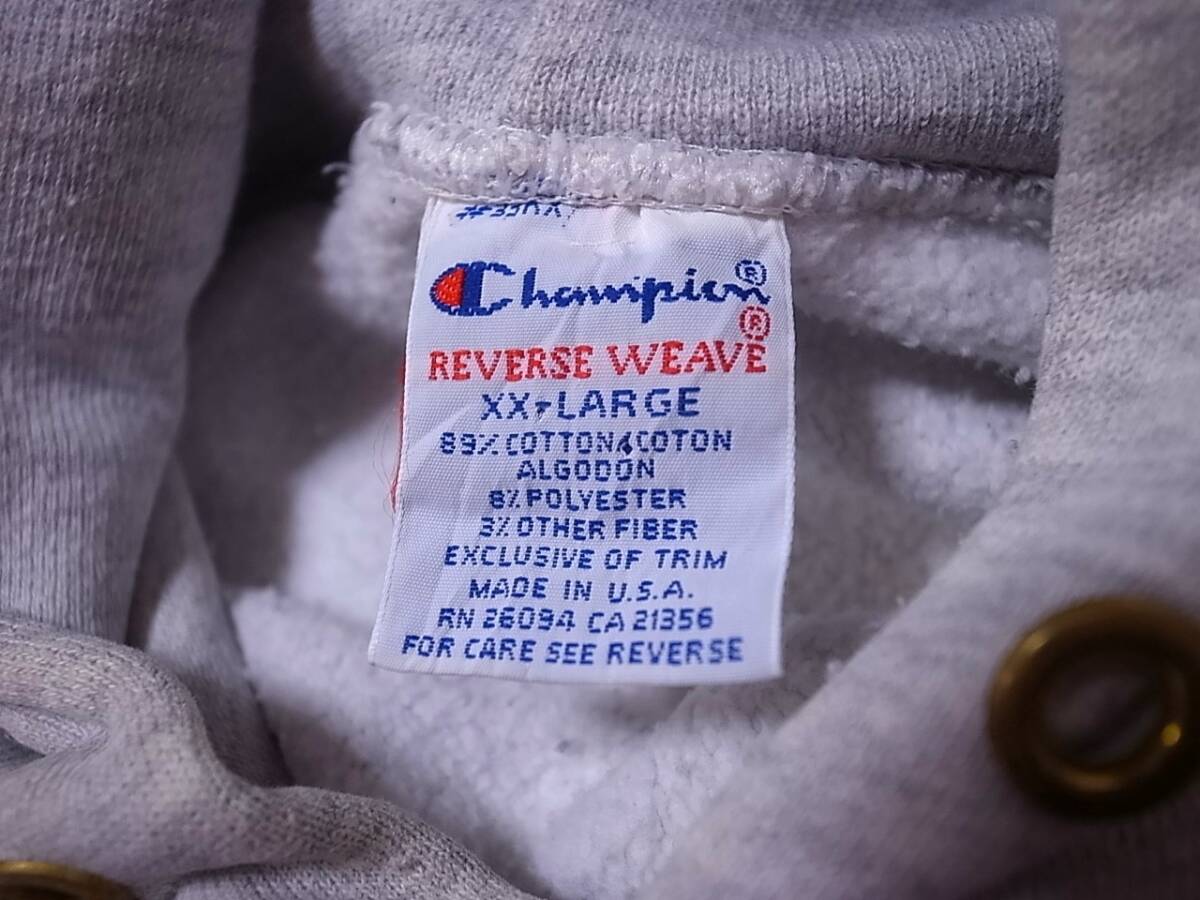 Champion®
®
REVERSE WEAVE
XX-LARGE
89% COTTON COTON
ALGODÓN
8% POLYESTER
3% OTHER FIBER
EXCLUSIVE OF TRIM
MADE IN U.S.A.
RN 26094 CA 21356
FOR CARE SEE REVERSE